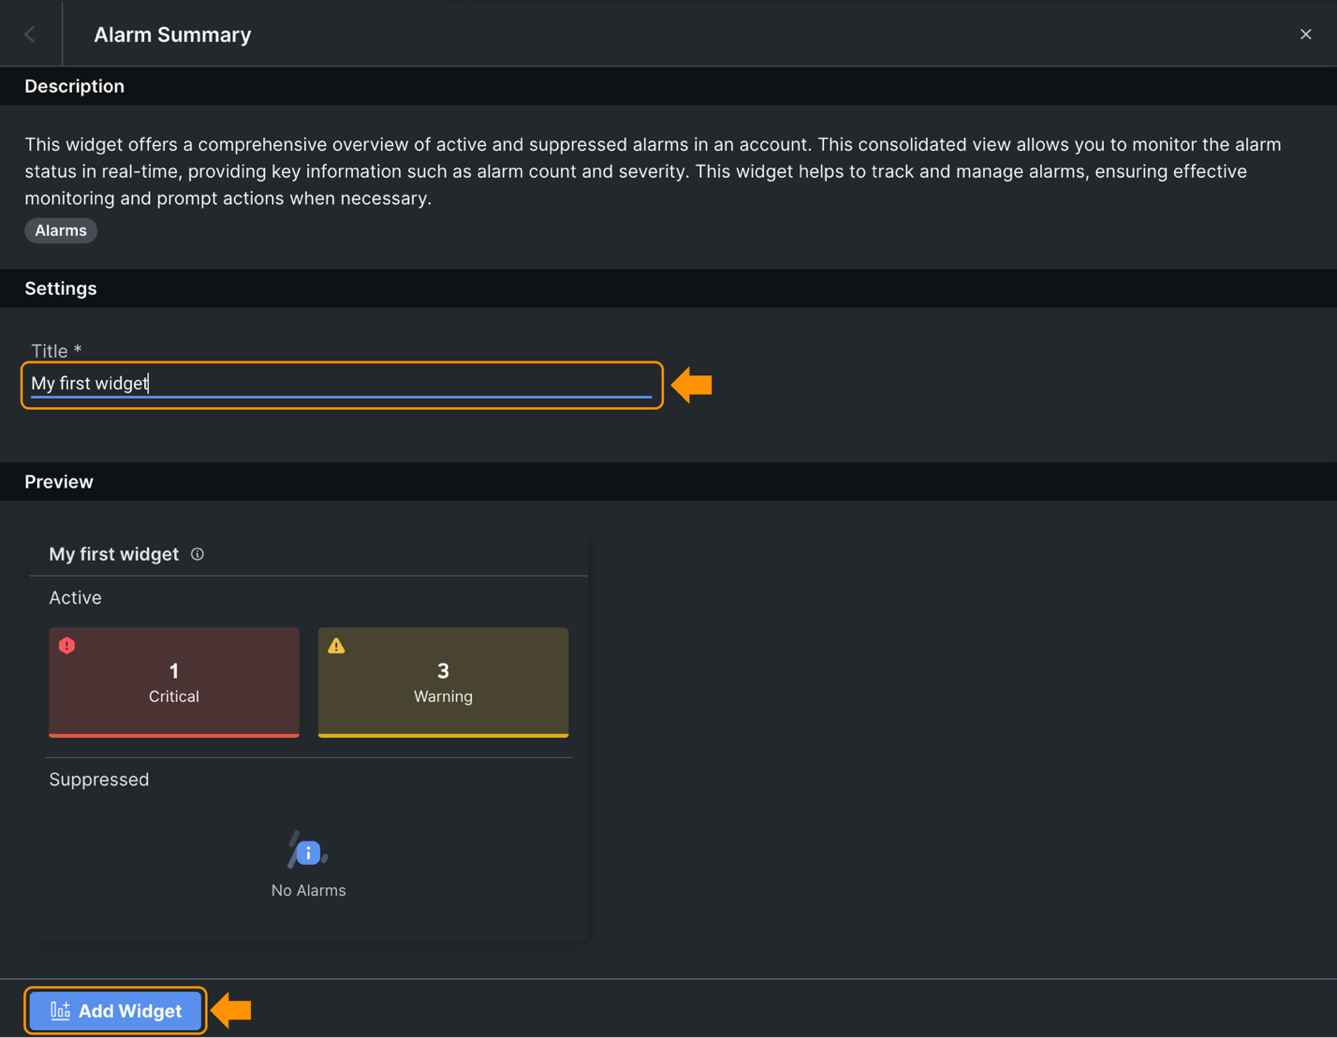 Alarm Summary
Description
This widget offers a comprehensive overview of active and suppressed alarms in an account. This consolidated view allows you to monitor the alarm
status in real-time, providing key information such as alarm count and severity. This widget helps to track and manage alarms, ensuring effective
monitoring and prompt actions when necessary.
Alarms
Settings
Title *
My first widget
Preview
My first widget
Active
1
Critical
3
Warning
Suppressed
No Alarms
Add Widget